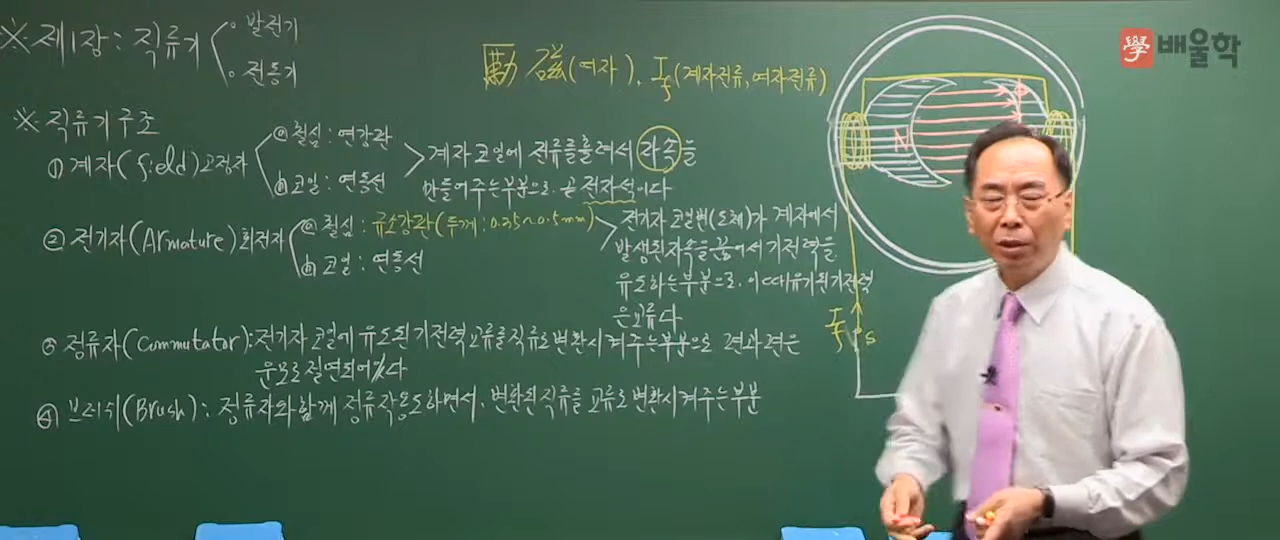 ※ 제1장 : 직류기
◦ 발전기
◦ 전동기
勵磁(여자), If (계자전류, 여자전류)
※ 직류기 구조
① 계자(field) 고정자
ⓐ 철심 : 연강판
ⓑ 코일 : 연동선
계자 코일에 전류를 흘려서 자속을
만들어주는 부분으로 곧 전자석이다
② 전기자(Armature) 회전자
ⓐ 철심 : 규소강판(두께 : 0.35~0.5mm)
ⓑ 코일 : 연동선
전기자 코일변(도체)가 계자에서
발생된 자속을 끊어서 기전력을
유도하는 부분으로, 이때 유기된 기전력
은 교류다
③ 정류자(Commutator) : 전기자 코일에 유도된 기전력 교류를 직류로 변환시켜주는 부분으로 편과 편은
운모로 절연되어 있다
④ 브러쉬(Brush) : 정류자와 함께 정류작용도 하면서, 변환된 직류를 교류로 변환시켜주는 부분
N
If
S
學 배울학